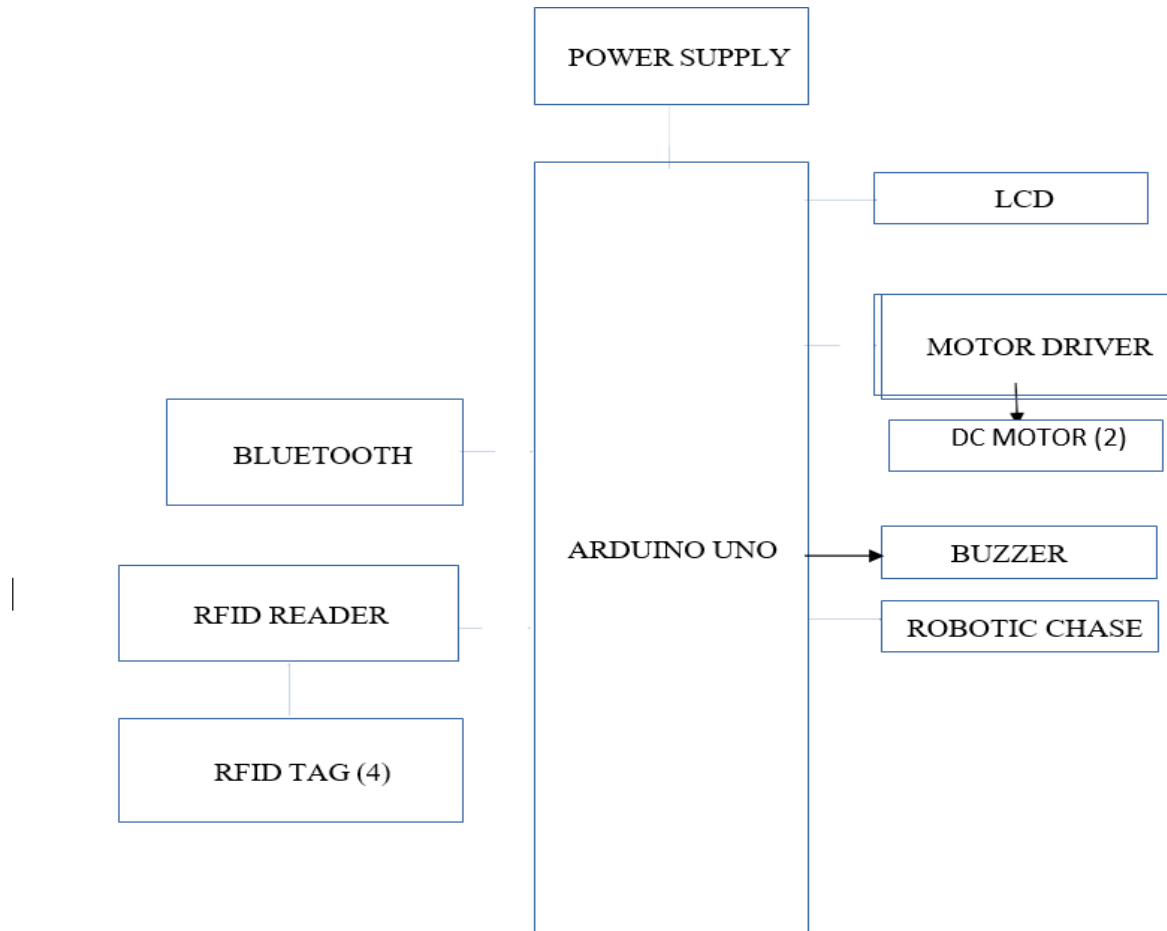 POWER SUPPLY
LCD
MOTOR DRIVER
DC MOTOR (2)
BLUETOOTH
ARDUINO UNO
BUZZER
RFID READER
ROBOTIC CHASE
RFID TAG (4)